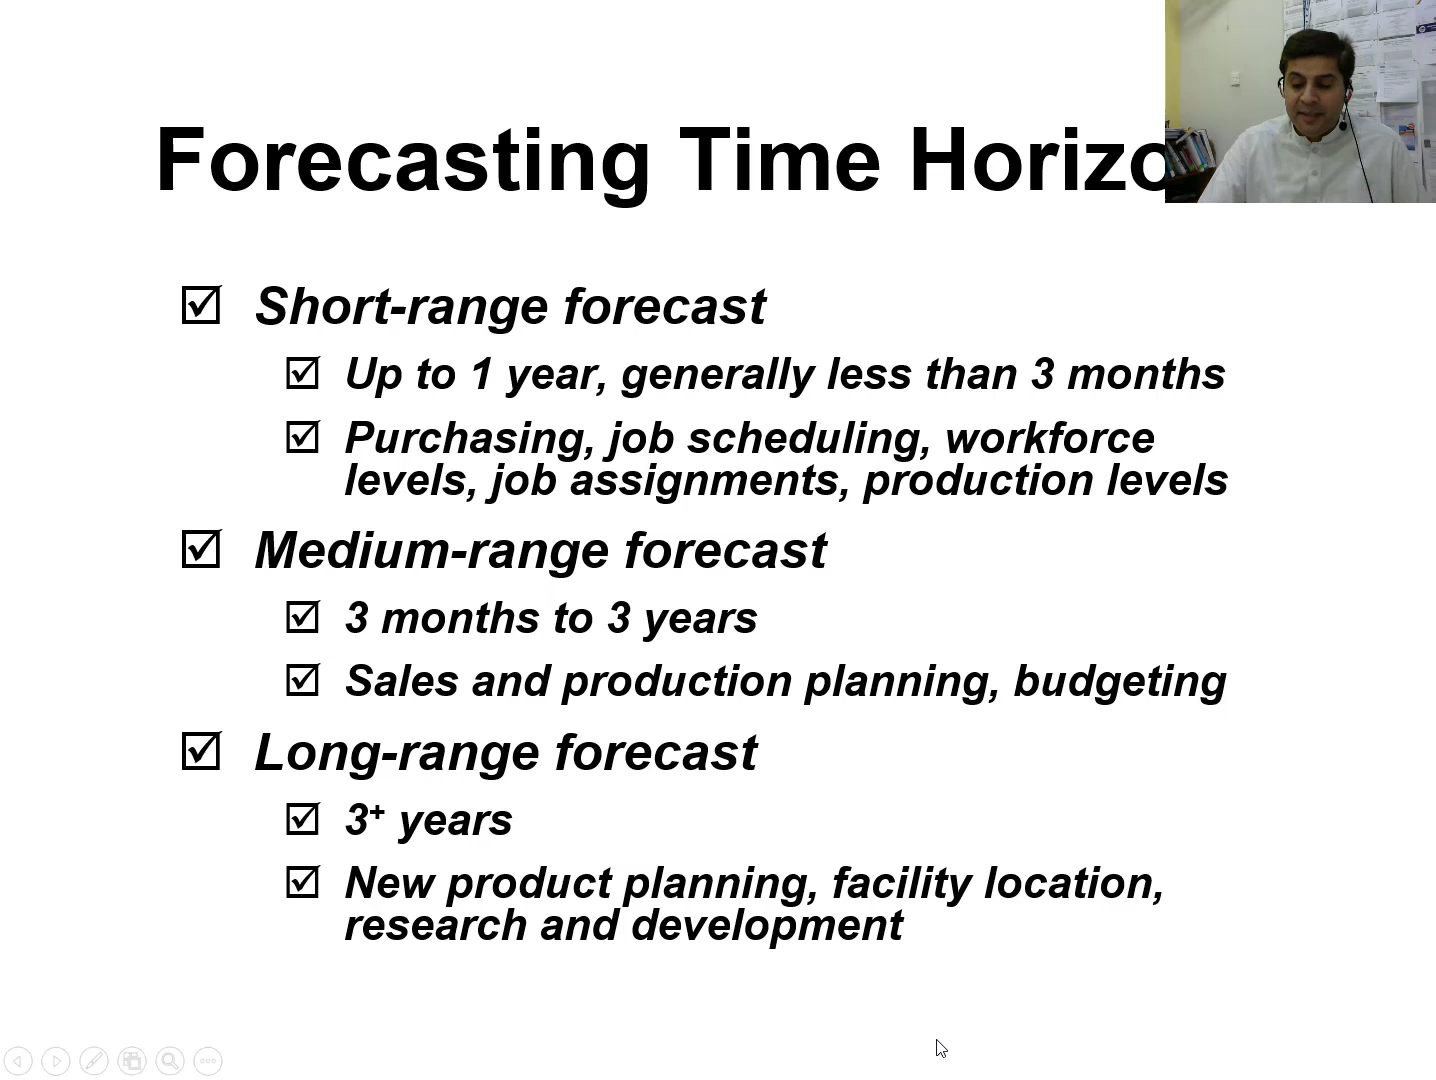 Forecasting Time Horizo
Short-range forecast
Up to 1 year, generally less than 3 months
Purchasing, job scheduling, workforce
levels, job assignments, production levels
Medium-range forecast
3 months to 3 years
Sales and production planning, budgeting
Long-range forecast
3+ years
New product planning, facility location,
research and development